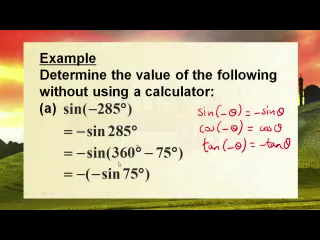 Example
Determine the value of the following
without using a calculator:
(a) sin(−285°)
= −sin 285°
= −sin(360° − 75°)
= −(−sin 75°)
sin(−θ) = −sinθ
cos(−θ) = cosθ
tan(−θ) = −tanθ